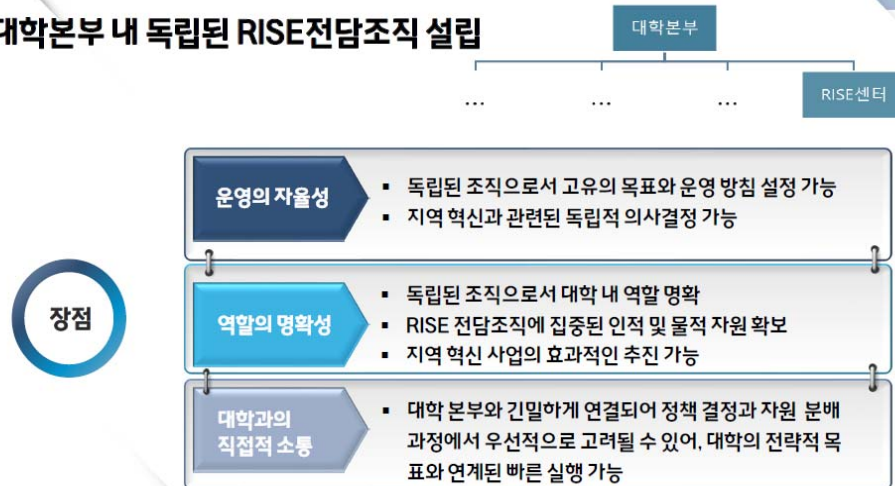 대학본부 내 독립된 RISE전담조직 설립
대학본부
... ... ... RISE센터
장점
운영의 자율성
▪ 독립된 조직으로서 고유의 목표와 운영 방침 설정 가능
▪ 지역 혁신과 관련된 독립적 의사결정 가능
역할의 명확성
▪ 독립된 조직으로서 대학 내 역할 명확
▪ RISE 전담조직에 집중된 인적 및 물적 자원 확보
▪ 지역 혁신 사업의 효과적인 추진 가능
대학과의
직접적 소통
▪ 대학 본부와 긴밀하게 연결되어 정책 결정과 자원 분배
과정에서 우선적으로 고려될 수 있어, 대학의 전략적 목
표와 연계된 빠른 실행 가능